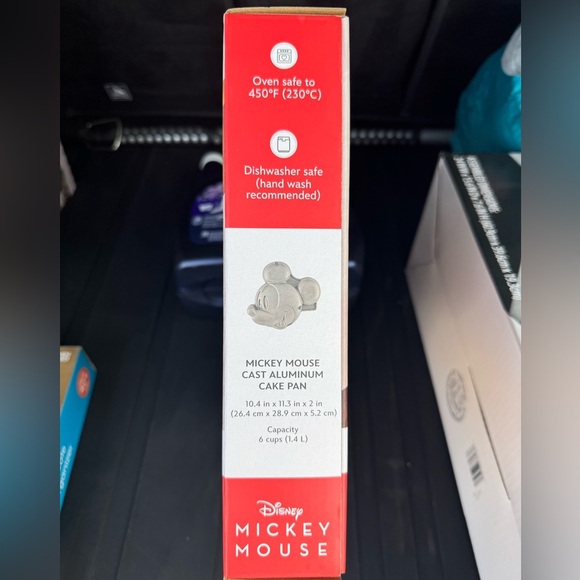 Oven safe to
450°F (230°C)
Dishwasher safe
(hand wash
recommended)
MICKEY MOUSE
CAST ALUMINUM
CAKE PAN
10.4 in x 11.3 in x 2 in
(26.4 cm x 28.9 cm x 5.2 cm)
Capacity
6 cups (1.4 L)
Disney
MICKEY
MOUSE